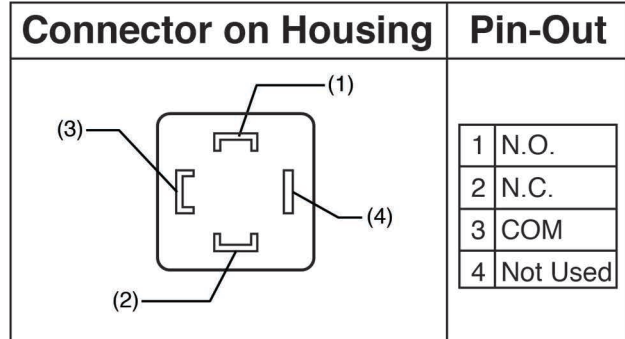 Connector on Housing
Pin-Out
(1)
(3)
(4)
(2)
1 N.O.
2 N.C.
3 COM
4 Not Used